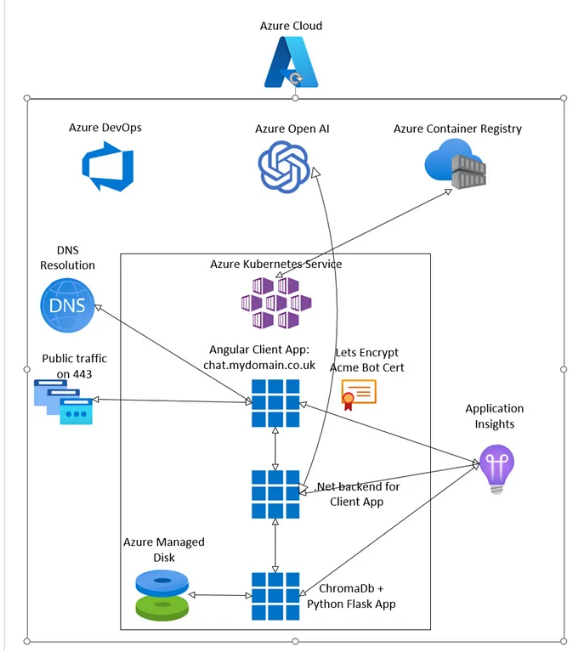 Azure Cloud
Azure DevOps
Azure Open AI
Azure Container Registry
DNS
Resolution
Azure Kubernetes Service
DNS
Angular Client App:
chat.mydomain.co.uk
Lets Encrypt
Acme Bot Cert
Public traffic
on 443
Application
Insights
.Net backend for
Client App
Azure Managed
Disk
ChromaDb +
Python Flask App